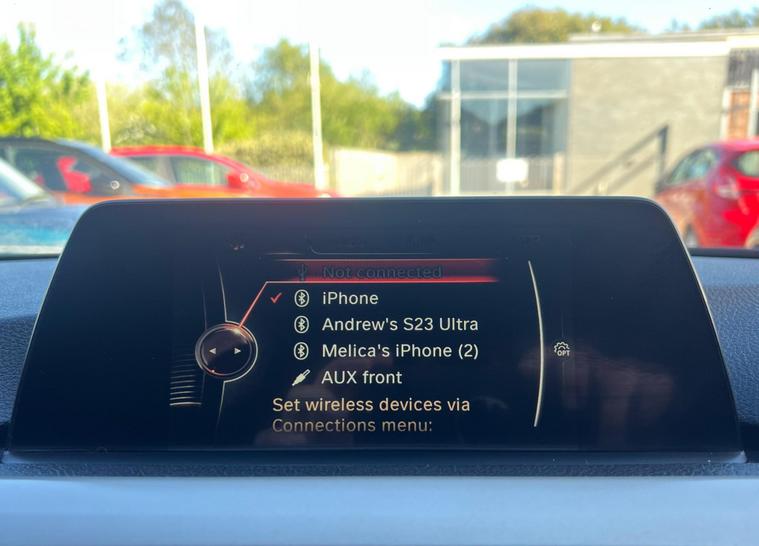 Not connected
iPhone
Andrew's S23 Ultra
Melica's iPhone (2)
AUX front
OPT
Set wireless devices via
Connections menu: